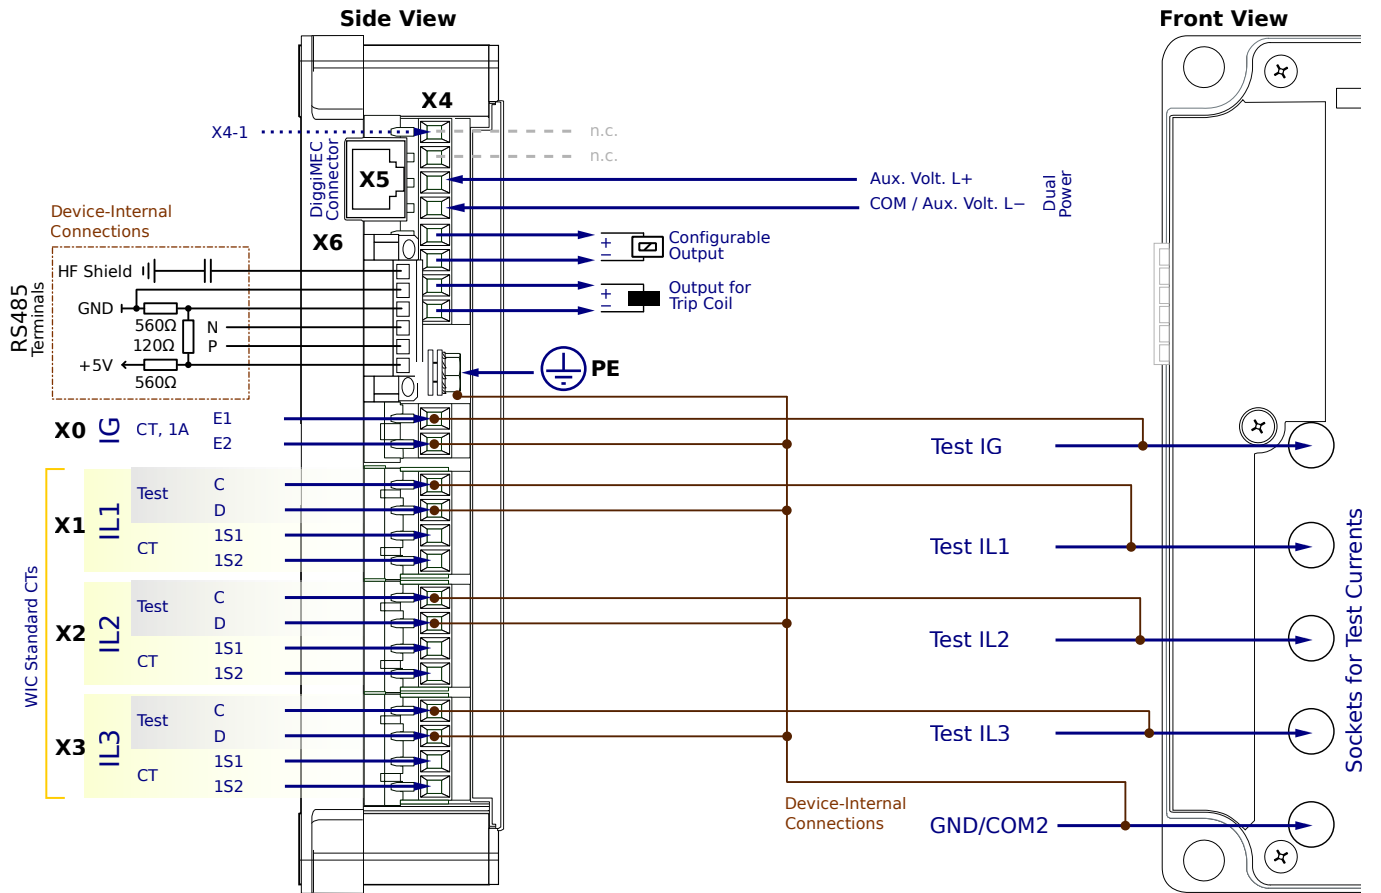 Side View
Front View
X4
X4-1
n.c.
n.c.
DiggiMEC
Connector
X5
Aux. Volt. L+
COM / Aux. Volt. L−
Dual
Power
Device-Internal
Connections
X6
+
−
Configurable
Output
+
−
Output for
Trip Coil
RS485
Terminals
HF Shield
GND
560Ω
N
120Ω
P
+5V
560Ω
PE
X0
IG
CT, 1A
E1
E2
Test IG
WIC Standard CTs
X1
IL1
Test
C
D
CT
1S1
1S2
Test IL1
X2
IL2
Test
C
D
CT
1S1
1S2
Test IL2
X3
IL3
Test
C
D
CT
1S1
1S2
Test IL3
Sockets for Test Currents
Device-Internal
Connections
GND/COM2